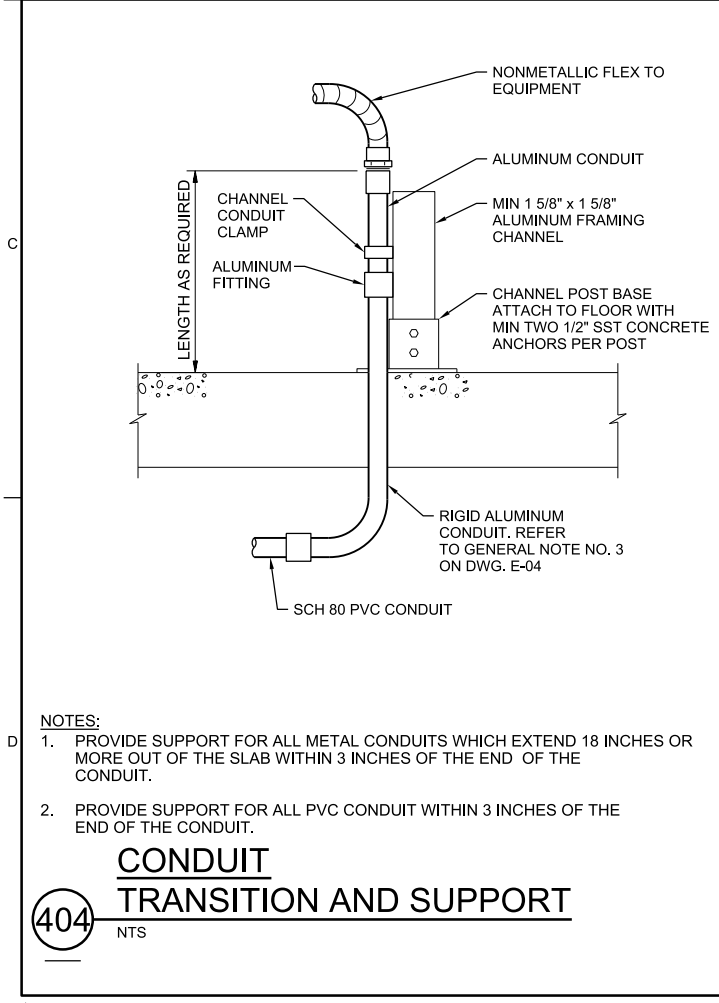 NONMETALLIC FLEX TO
EQUIPMENT
ALUMINUM CONDUIT
MIN 1 5/8" x 1 5/8"
ALUMINUM FRAMING
CHANNEL
CHANNEL
CONDUIT
CLAMP
ALUMINUM
FITTING
LENGTH AS REQUIRED
CHANNEL POST BASE
ATTACH TO FLOOR WITH
MIN TWO 1/2" SST CONCRETE
ANCHORS PER POST
C
RIGID ALUMINUM
CONDUIT. REFER
TO GENERAL NOTE NO. 3
ON DWG. E-04
SCH 80 PVC CONDUIT
D
NOTES:
1. PROVIDE SUPPORT FOR ALL METAL CONDUITS WHICH EXTEND 18 INCHES OR
MORE OUT OF THE SLAB WITHIN 3 INCHES OF THE END OF THE
CONDUIT.
2. PROVIDE SUPPORT FOR ALL PVC CONDUIT WITHIN 3 INCHES OF THE
END OF THE CONDUIT.
CONDUIT
TRANSITION AND SUPPORT
404
NTS